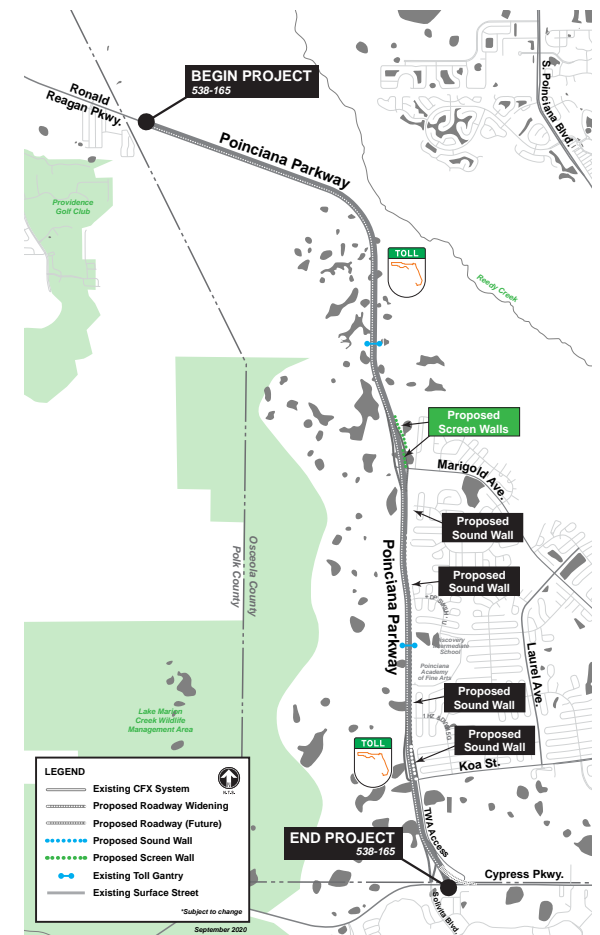 BEGIN PROJECT
538-165
Ronald
Reagan Pkwy.
S. Poinciana Blvd.
Poinciana Parkway
Providence
Golf Club
TOLL
Reedy Creek
Proposed
Screen Walls
Marigold Ave.
Proposed
Sound Wall
Osceola County
Polk County
Poinciana Parkway
Proposed
Sound Wall
School
Poinciana
Academy
of Fine Arts
Laurel Ave.
Proposed
Sound Wall
Lake Marion
Creek Wildlife
Management Area
Proposed
Sound Wall
TOLL
Koa St.
LEGEND
N.T.S.
Existing CFX System
Proposed Roadway Widening
Proposed Roadway (Future)
Proposed Sound Wall
Proposed Screen Wall
Existing Toll Gantry
Existing Surface Street
*Subject to change
September 2020
TWA Access
END PROJECT
538-165
Cypress Pkwy.
Solivita Blvd.